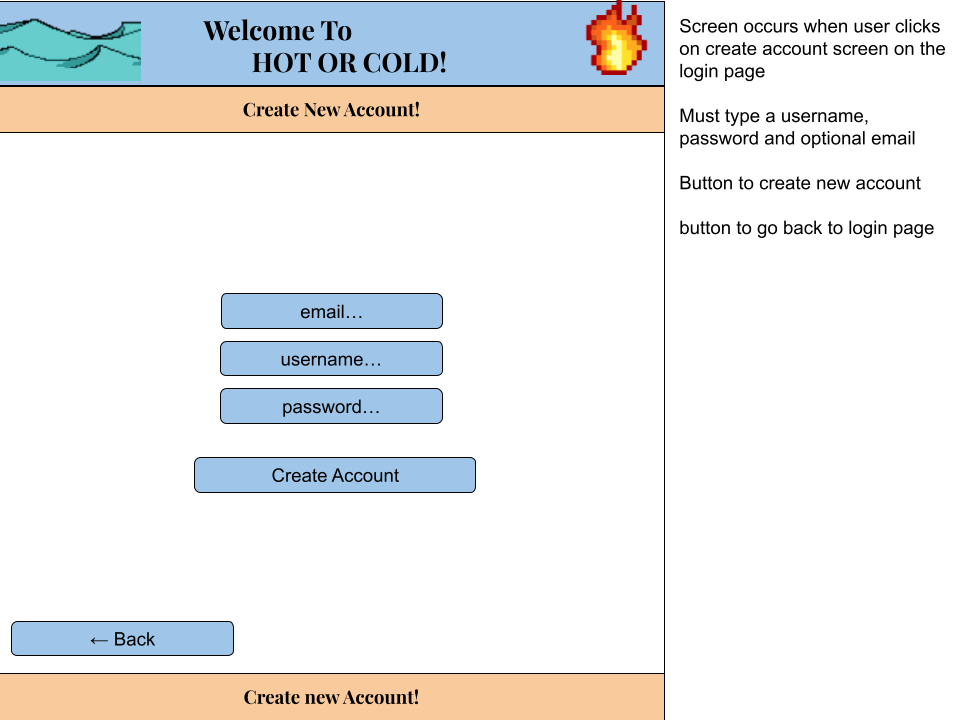 Welcome To
HOT OR COLD!
Create New Account!
email…
username…
password…
Create Account
← Back
Create new Account!
Screen occurs when user clicks
on create account screen on the
login page
Must type a username,
password and optional email
Button to create new account
button to go back to login page